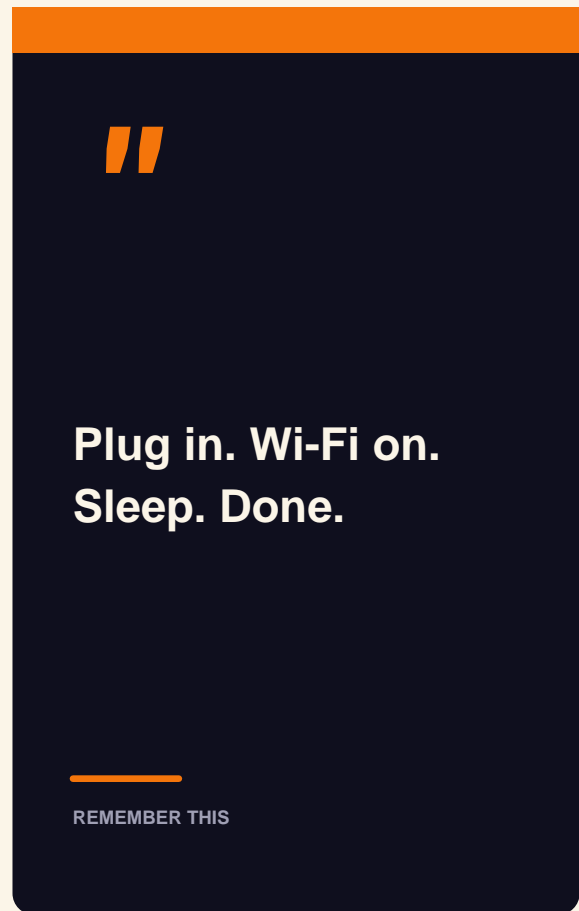 "
Plug in. Wi-Fi on.
Sleep. Done.
REMEMBER THIS